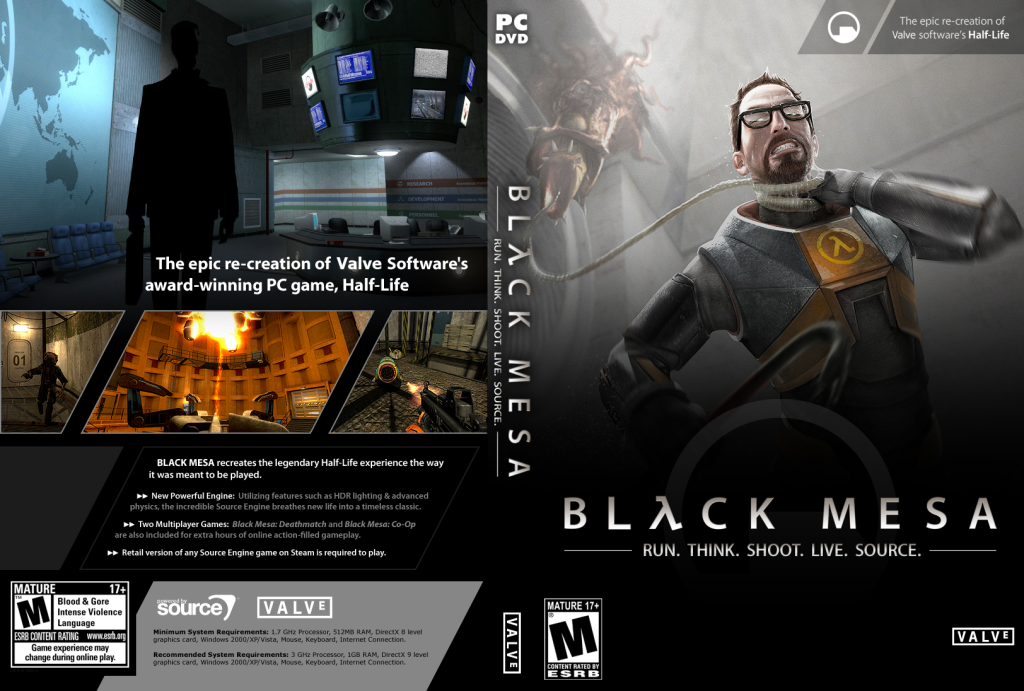 RESEARCH
DEVELOPMENT
PERSONNEL
The epic re-creation of Valve Software's
award-winning PC game, Half-Life
01
BLACK MESA recreates the legendary Half-Life experience the way
it was meant to be played.
▶▶ New Powerful Engine: Utilizing features such as HDR lighting & advanced
physics, the incredible Source Engine breathes new life into a timeless classic.
▶▶ Two Multiplayer Games: Black Mesa: Deathmatch and Black Mesa: Co-Op
are also included for extra hours of online action-filled gameplay.
▶▶ Retail version of any Source Engine game on Steam is required to play.
MATURE 17+
TM
M
Blood & Gore
Intense Violence
Language
ESRB CONTENT RATING www.esrb.org
Game experience may
change during online play.
powered by
source
VALVE
Minimum System Requirements: 1.7 GHz Processor, 512MB RAM, DirectX 8 level
graphics card, Windows 2000/XP/Vista, Mouse, Keyboard, Internet Connection.
Recommended System Requirements: 3 GHz Processor, 1GB RAM, DirectX 9 level
graphics card, Windows 2000/XP/Vista, Mouse, Keyboard, Internet Connection.
PC
DVD
BLλCK MESA
RUN. THINK. SHOOT. LIVE. SOURCE.
VALVE
The epic re-creation of
Valve software's Half-Life
λ
BLλCK MESA
RUN. THINK. SHOOT. LIVE. SOURCE.
MATURE 17+
M
®
CONTENT RATED BY
ESRB
VALVE